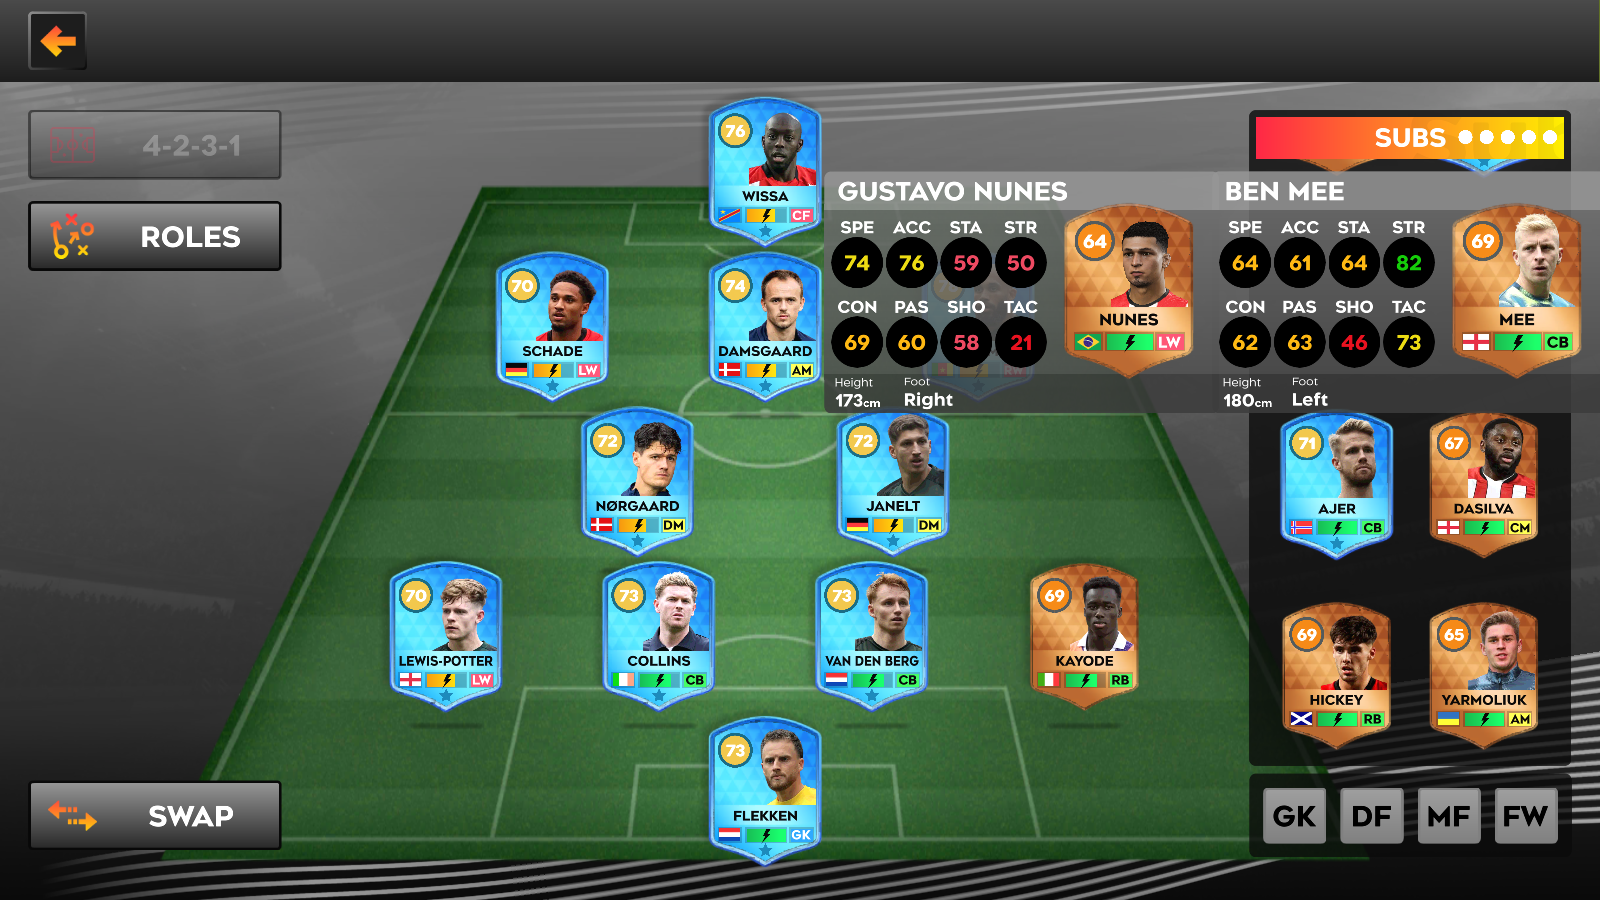 4-2-3-1
ROLES
SWAP
76
WISSA
CF
SUBS
70
SCHADE
LW
74
DAMSGAARD
AM
GUSTAVO NUNES
SPE ACC STA STR
74 76 59 50
CON PAS SHO TAC
69 60 58 21
Height Foot
173cm Right
64
NUNES
LW
BEN MEE
SPE ACC STA STR
64 61 64 82
CON PAS SHO TAC
62 63 46 73
Height Foot
180cm Left
69
MEE
CB
RW
72
NØRGAARD
DM
72
JANELT
DM
71
AJER
CB
67
DASILVA
CM
70
LEWIS-POTTER
LW
73
COLLINS
CB
73
VAN DEN BERG
CB
69
KAYODE
RB
69
HICKEY
RB
65
YARMOLIUK
AM
73
FLEKKEN
GK
GK DF MF FW